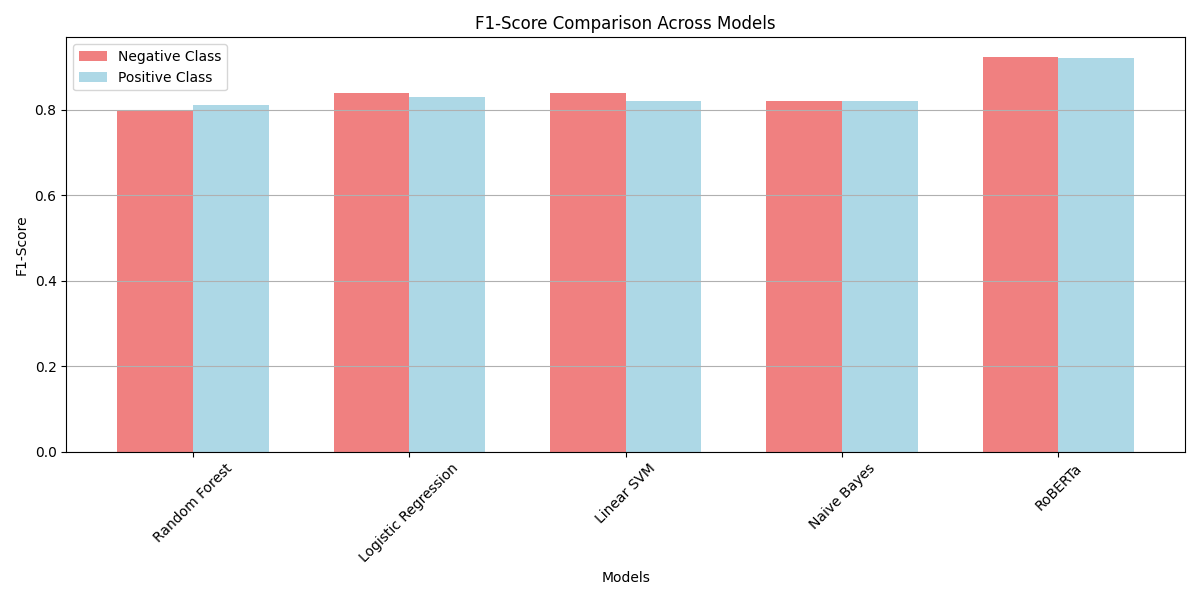 F1-Score Comparison Across Models
Negative Class
Positive Class
F1-Score
0.8
0.6
0.4
0.2
0.0
Random Forest
Logistic Regression
Linear SVM
Naive Bayes
RoBERTa
Models